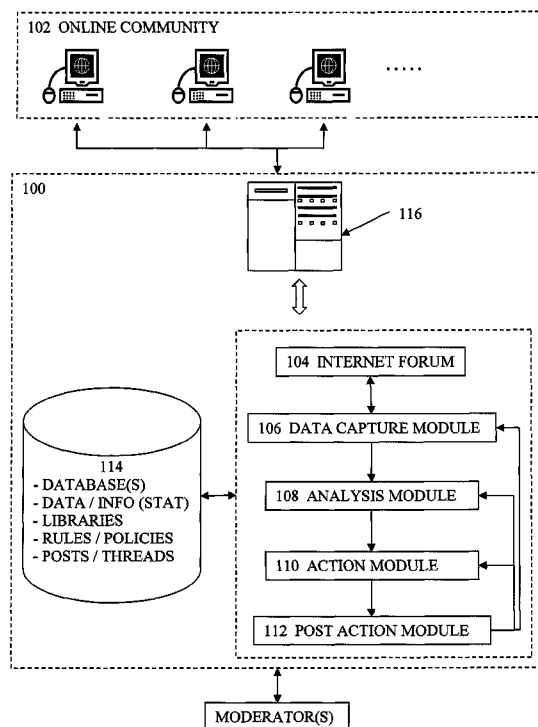 102 ONLINE COMMUNITY
.....
100
116
104 INTERNET FORUM
106 DATA CAPTURE MODULE
114
- DATABASE(S)
- DATA / INFO (STAT)
- LIBRARIES
- RULES / POLICIES
- POSTS / THREADS
108 ANALYSIS MODULE
110 ACTION MODULE
112 POST ACTION MODULE
MODERATOR(S)